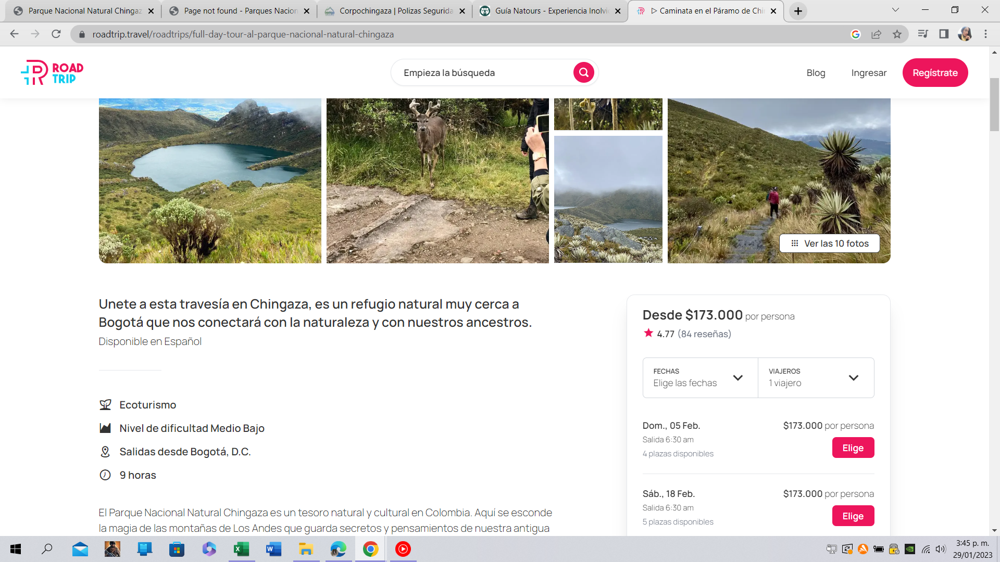 Parque Nacional Natural Chingaz
Page not found - Parques Nacion
Corpochingaza | Polizas Segurida
Guía Natours - Experiencia Inolvi
▷ Caminata en el Páramo de Chi
roadtrip.travel/roadtrips/full-day-tour-al-parque-nacional-natural-chingaza
ROAD
TRIP
Empieza la búsqueda
Blog
Ingresar
Regístrate
Ver las 10 fotos
Unete a esta travesía en Chingaza, es un refugio natural muy cerca a
Bogotá que nos conectará con la naturaleza y con nuestros ancestros.
Disponible en Español
Ecoturismo
Nivel de dificultad Medio Bajo
Salidas desde Bogotá, D.C.
9 horas
El Parque Nacional Natural Chingaza es un tesoro natural y cultural en Colombia. Aquí se esconde
la magia de las montañas de Los Andes que guarda secretos y pensamientos de nuestra antigua
Desde $173.000 por persona
4.77 (84 reseñas)
FECHAS
Elige las fechas
VIAJEROS
1 viajero
Dom., 05 Feb.
$173.000 por persona
Salida 6:30 am
4 plazas disponibles
Elige
Sáb., 18 Feb.
$173.000 por persona
Salida 6:30 am
5 plazas disponibles
Elige
3:45 p. m.
29/01/2023